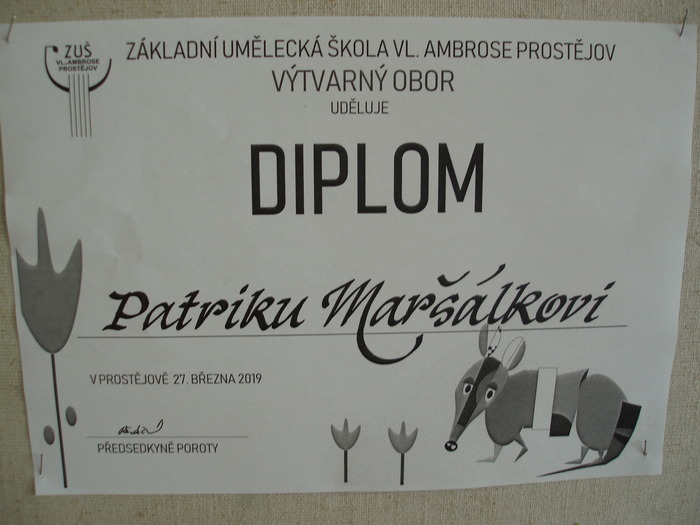 ZUŠ
VL.AMBROSE
PROSTĚJOV
ZÁKLADNÍ UMĚLECKÁ ŠKOLA VL. AMBROSE PROSTĚJOV
VÝTVARNÝ OBOR
UDĚLUJE
DIPLOM
Patriku Maršálkovi
V PROSTĚJOVĚ 27. BŘEZNA 2019
PŘEDSEDKYNĚ POROTY